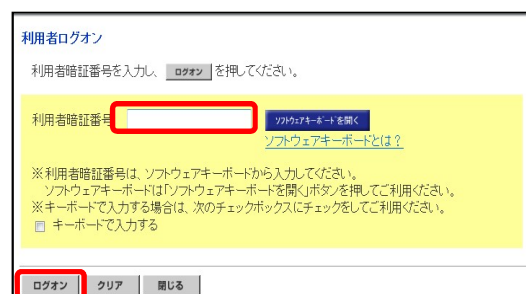 利用者ログオン
利用者暗証番号を入力し、 ログオン を押してください。
利用者暗証番号 ソフトウェアキーボードを開く
ソフトウェアキーボードとは？
※利用者暗証番号は、ソフトウェアキーボードから入力してください。
ソフトウェアキーボードは「ソフトウェアキーボードを開く」ボタンを押してご利用ください。
※キーボードで入力する場合は、次のチェックボックスにチェックをしてご利用ください。
キーボードで入力する
ログオン クリア 閉じる